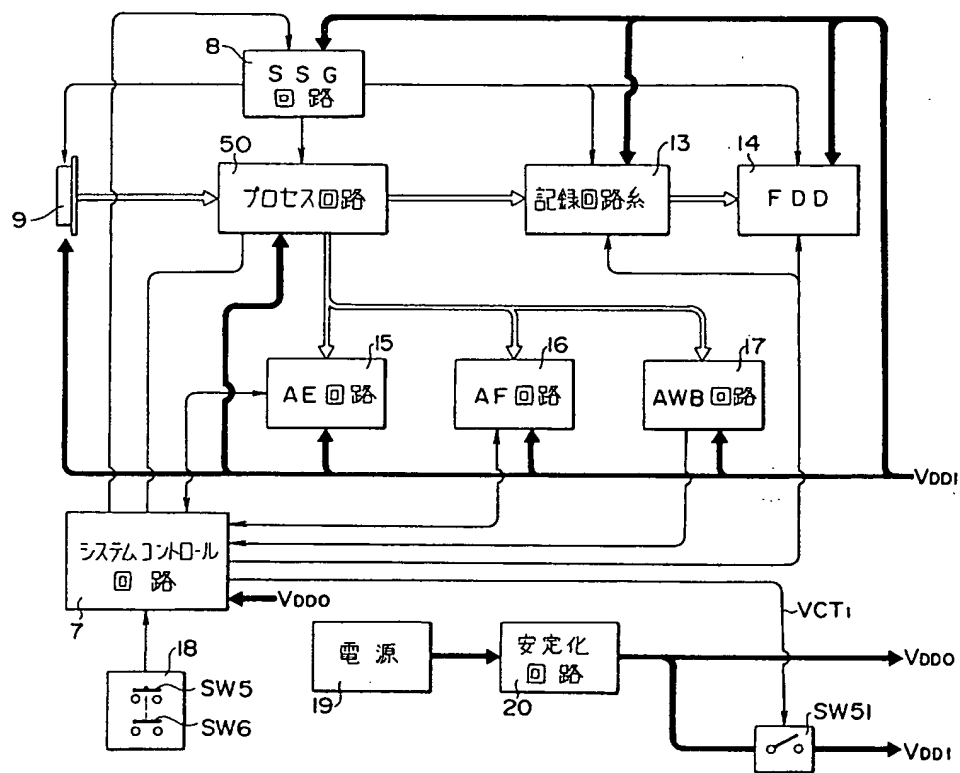 8
SSG
回路
50
プロセス回路
13
記録回路系
14
FDD
9
15
AE回路
16
AF回路
17
AWB回路
VDD1
システムコントロール
回路
7
VDD0
VCT1
18
SW5
SW6
電源
19
安定化
回路
20
VDD0
SW51
VDD1